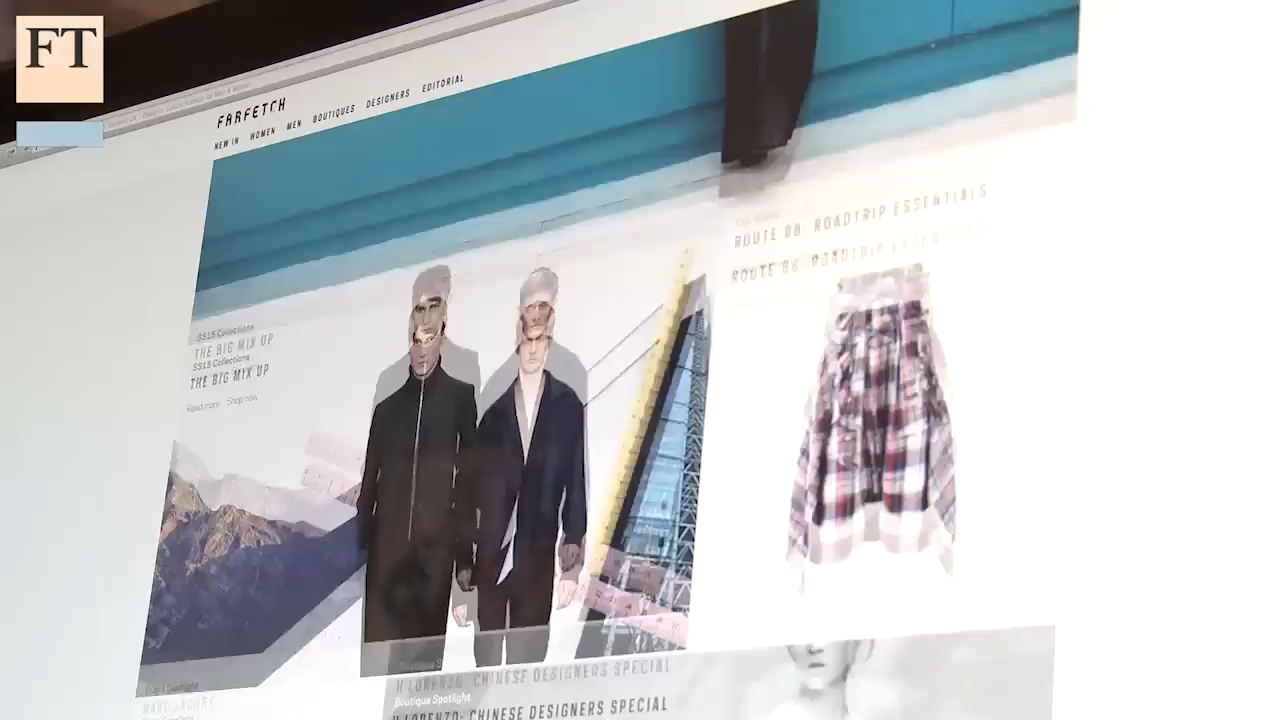 FT
FARFETCH
NEW IN WOMEN MEN BOUTIQUES DESIGNERS EDITORIAL
ROUTE 66: ROADTRIP ESSENTIALS
ROUTE 66: ROADTRIP ESSENTIALS
SS15 Collections
THE BIG MIX UP
SS15 Collections
THE BIG MIX UP
Read more Shop now
H LORENZO: CHINESE DESIGNERS SPECIAL
Boutique Spotlight
H LORENZO: CHINESE DESIGNERS SPECIAL